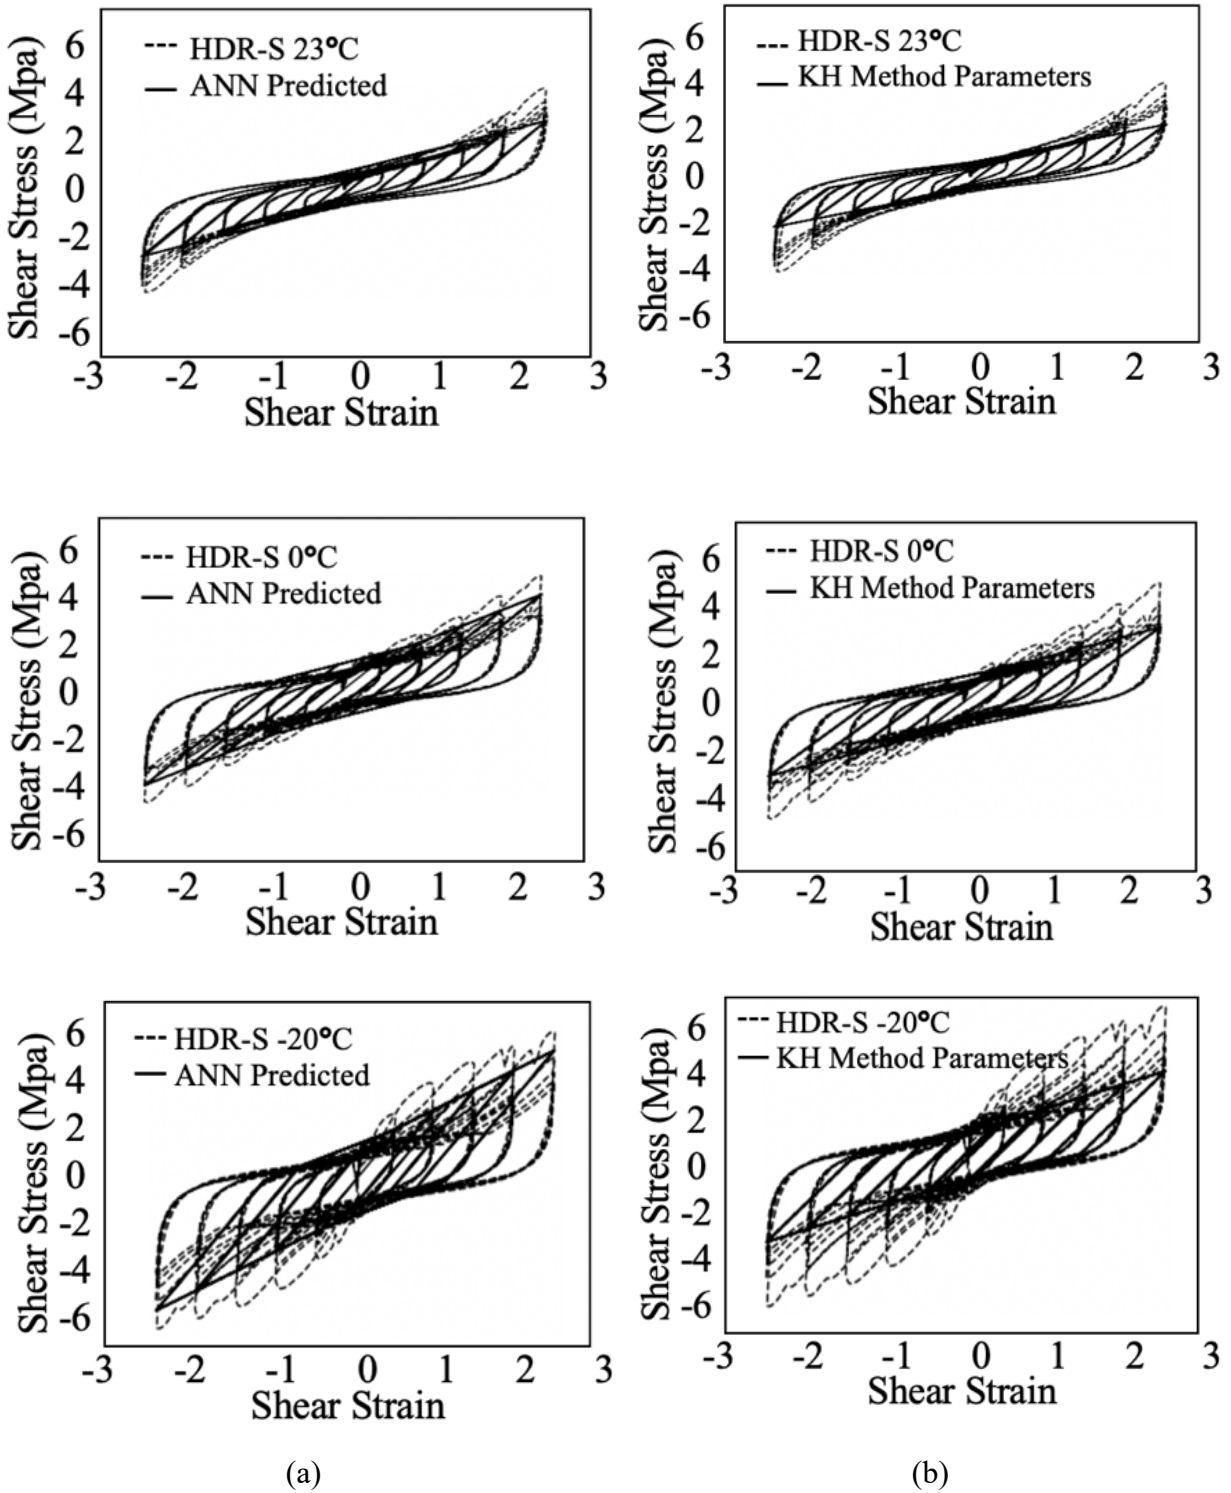 HDR-S 23°C
ANN Predicted
Shear Stress (Mpa)
6
4
2
0
-2
-4
-6
-3 -2 -1 0 1 2 3
Shear Strain
HDR-S 23°C
KH Method Parameters
Shear Stress (Mpa)
6
4
2
0
-2
-4
-6
-3 -2 -1 0 1 2 3
Shear Strain
HDR-S 0°C
ANN Predicted
Shear Stress (Mpa)
6
4
2
0
-2
-4
-6
-3 -2 -1 0 1 2 3
Shear Strain
HDR-S 0°C
KH Method Parameters
Shear Stress (Mpa)
6
4
2
0
-2
-4
-6
-3 -2 -1 0 1 2 3
Shear Strain
HDR-S -20°C
ANN Predicted
Shear Stress (Mpa)
6
4
2
0
-2
-4
-6
-3 -2 -1 0 1 2 3
Shear Strain
HDR-S -20°C
KH Method Parameters
Shear Stress (Mpa)
6
4
2
0
-2
-4
-6
-3 -2 -1 0 1 2 3
Shear Strain
(a)
(b)